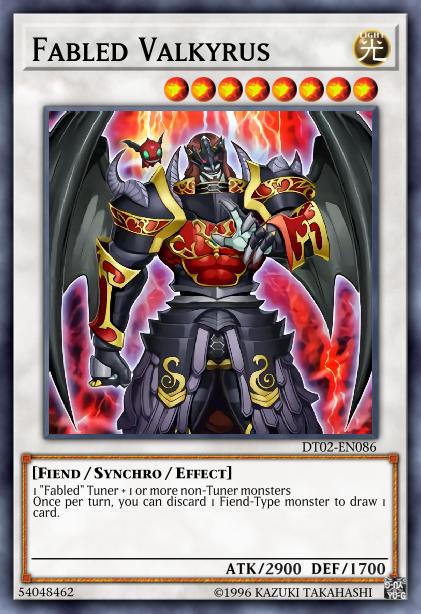 Fabled Valkyrus
LIGHT
光
DT02-EN086
[Fiend / Synchro / Effect]
1 "Fabled" Tuner + 1 or more non-Tuner monsters
Once per turn, you can discard 1 Fiend-Type monster to draw 1
card.
ATK/2900 DEF/1700
54048462
©1996 KAZUKI TAKAHASHI